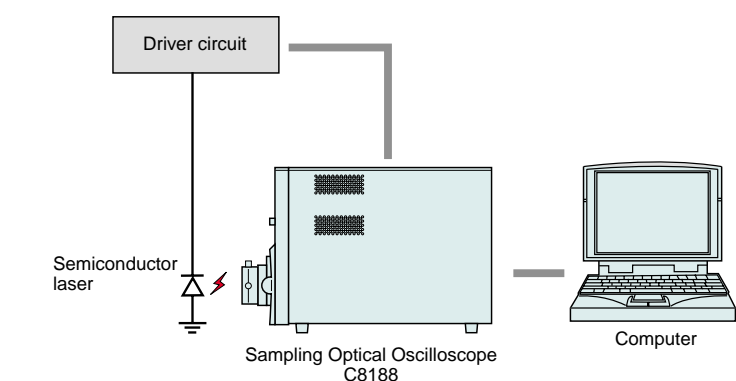 Driver circuit
Semiconductor
laser
Sampling Optical Oscilloscope
C8188
Computer